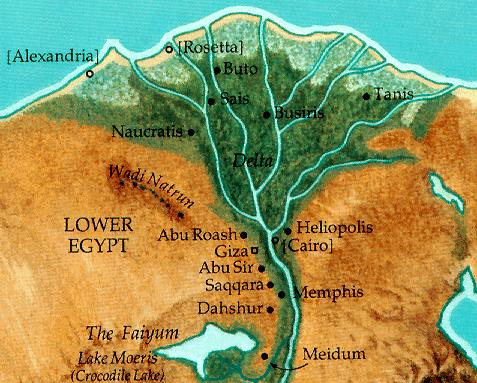 [Alexandria]
[Rosetta]
Buto
Sais
Tanis
Busiris
Naucratis
Delta
Wadi Natrun
LOWER
EGYPT
Abu Roash
Heliopolis
Giza
[Cairo]
Abu Sir
Saqqara
Memphis
Dahshur
The Faiyum
Lake Moeris
(Crocodile Lake)
Meidum